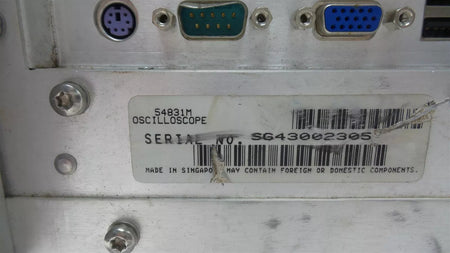 54831M
OSCILLOSCOPE
SERIAL NO. SG43002305
MADE IN SINGAPORE MAY CONTAIN FOREIGN OR DOMESTIC COMPONENTS.